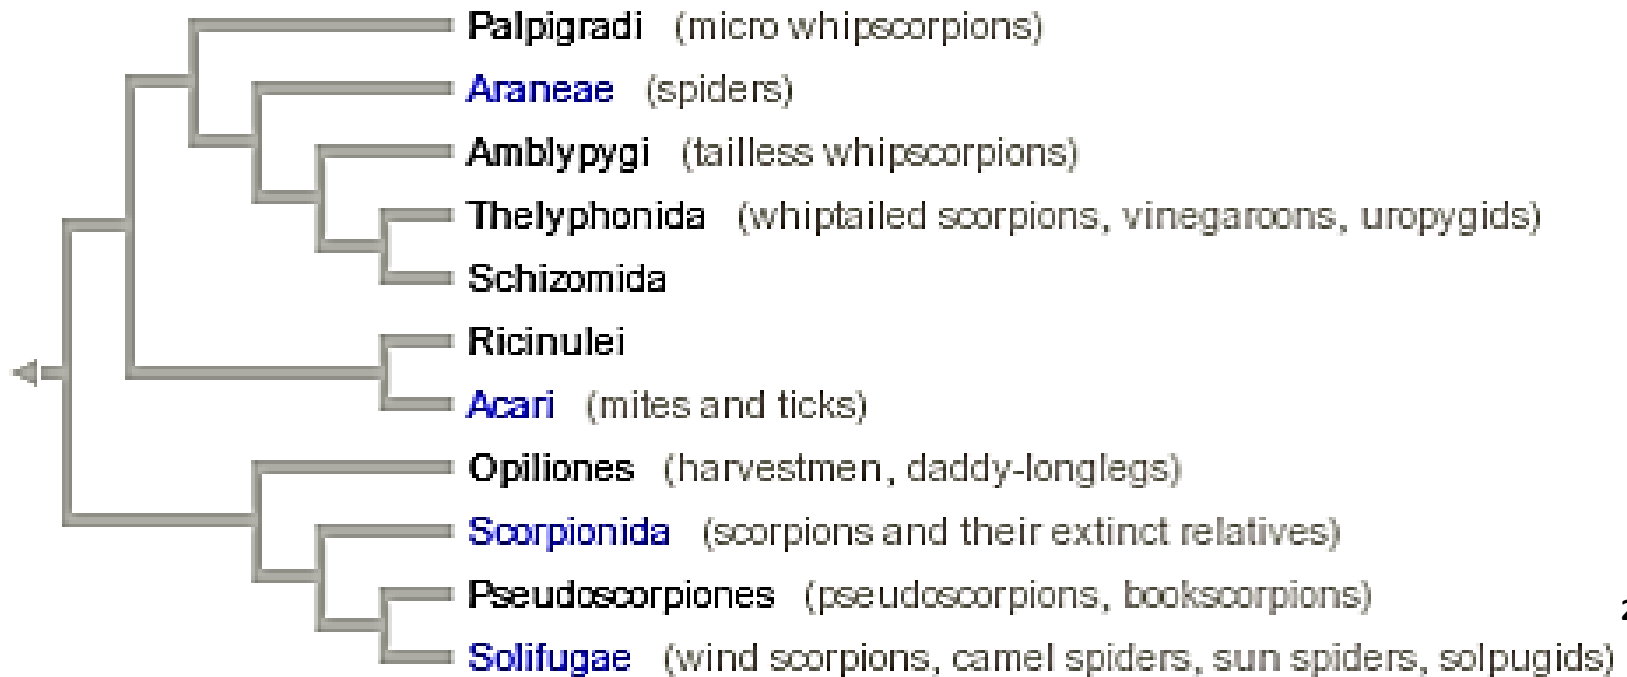 Palpigradi (micro whipscorpions)
Araneae (spiders)
Amblypygi (tailless whipscorpions)
Thelyphonida (whiptailed scorpions, vinegaroons, uropygids)
Schizomida
Ricinulei
Acari (mites and ticks)
Opiliones (harvestmen, daddy-longlegs)
Scorpionida (scorpions and their extinct relatives)
Pseudoscorpiones (pseudoscorpions, bookscorpions)
Solifugae (wind scorpions, camel spiders, sun spiders, solpugids)